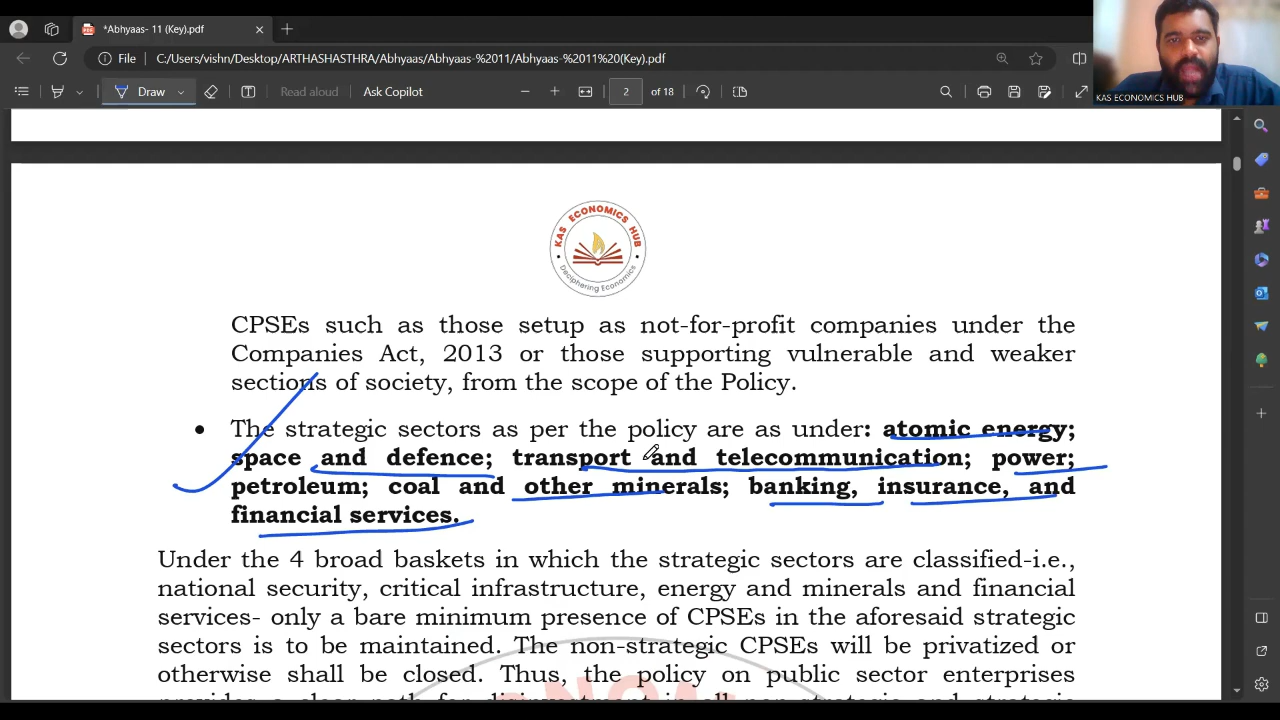 *Abhyaas- 11 (Key).pdf
File C:/Users/vishn/Desktop/ARTHASHASTHRA/Abhyaas/Abhyaas-%2011/Abhyaas-%2011%20(Key).pdf
Draw Read aloud Ask Copilot 2 of 18
KAS ECONOMICS HUB
KAS ECONOMICS HUB
Deciphering Economics
CPSEs such as those setup as not-for-profit companies under the
Companies Act, 2013 or those supporting vulnerable and weaker
sections of society, from the scope of the Policy.
• The strategic sectors as per the policy are as under: atomic energy;
space and defence; transport and telecommunication; power;
petroleum; coal and other minerals; banking, insurance, and
financial services.
Under the 4 broad baskets in which the strategic sectors are classified-i.e.,
national security, critical infrastructure, energy and minerals and financial
services- only a bare minimum presence of CPSEs in the aforesaid strategic
sectors is to be maintained. The non-strategic CPSEs will be privatized or
otherwise shall be closed. Thus, the policy on public sector enterprises